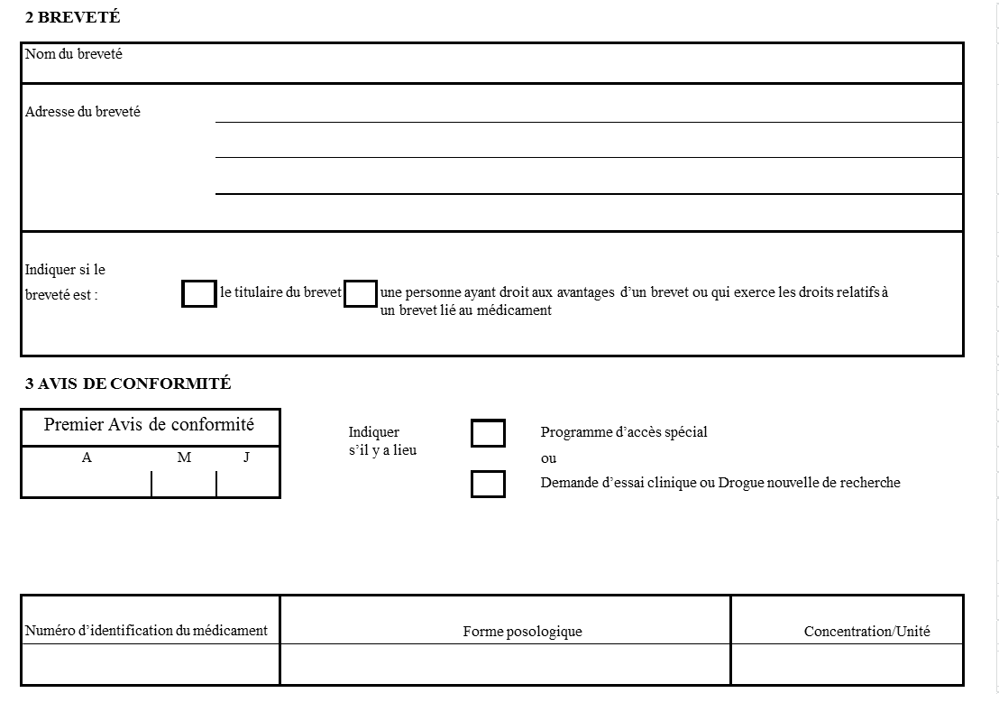 2 BREVETÉ
Nom du breveté
Adresse du breveté
Indiquer si le
breveté est :
le titulaire du brevet
une personne ayant droit aux avantages d’un brevet ou qui exerce les droits relatifs à
un brevet lié au médicament
3 AVIS DE CONFORMITÉ
Premier Avis de conformité
A M J
Indiquer
s’il y a lieu
Programme d’accès spécial
ou
Demande d’essai clinique ou Drogue nouvelle de recherche
Numéro d’identification du médicament
Forme posologique
Concentration/Unité